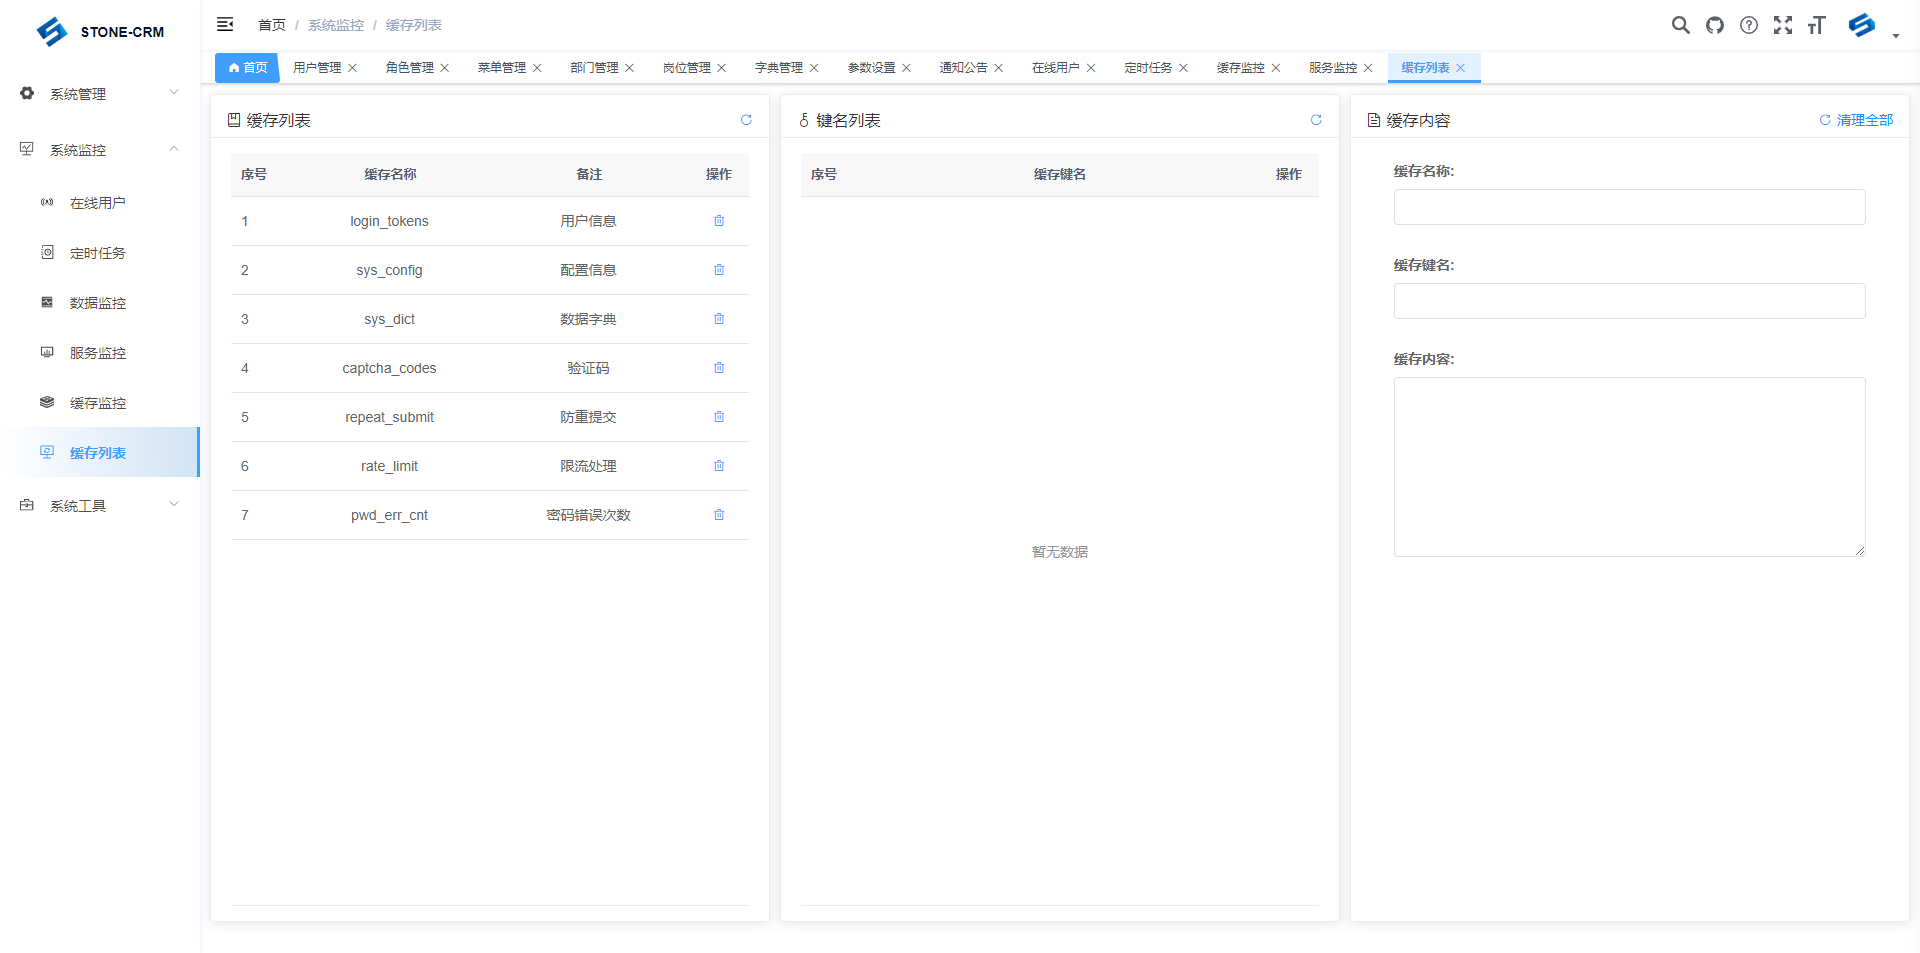 STONE-CRM
首页 / 系统监控 / 缓存列表
首页 用户管理 角色管理 菜单管理 部门管理 岗位管理 字典管理 参数设置 通知公告 在线用户 定时任务 缓存监控 服务监控 缓存列表
系统管理
系统监控
在线用户
定时任务
数据监控
服务监控
缓存监控
缓存列表
系统工具
缓存列表
序号 缓存名称 备注 操作
1 login_tokens 用户信息
2 sys_config 配置信息
3 sys_dict 数据字典
4 captcha_codes 验证码
5 repeat_submit 防重提交
6 rate_limit 限流处理
7 pwd_err_cnt 密码错误次数
键名列表
序号 缓存键名 操作
暂无数据
缓存内容 清理全部
缓存名称:
缓存键名:
缓存内容: